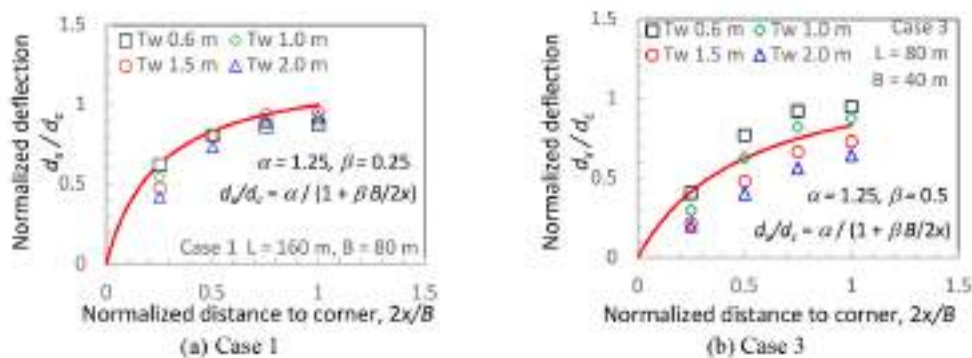 1.5
Tw 0.6 m Tw 1.0 m
Tw 1.5 m Tw 2.0 m
1
0.5
0
α = 1.25, β = 0.25
dₓ/d꜀ = α / (1 + β B/2x)
Case 1 L = 160 m, B = 80 m
0 0.5 1 1.5
Normalized deflection
dₓ / d꜀
Normalized distance to corner, 2x/B
(a) Case 1
1.5
Tw 0.6 m Tw 1.0 m
Tw 1.5 m Tw 2.0 m
Case 3
L = 80 m
B = 40 m
1
0.5
0
α = 1.25, β = 0.5
dₓ/d꜀ = α / (1 + β B/2x)
0 0.5 1 1.5
Normalized deflection
dₓ / d꜀
Normalized distance to corner, 2x/B
(b) Case 3